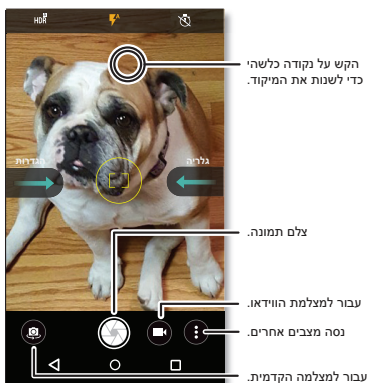 HDR
A
הקש על נקודה כלשהי
כדי לשנות את המיקוד.
הגדרות
גלריה
צלם תמונה.
עבור למצלמת הווידאו.
נסה מצבים אחרים.
עבור למצלמה הקדמית.